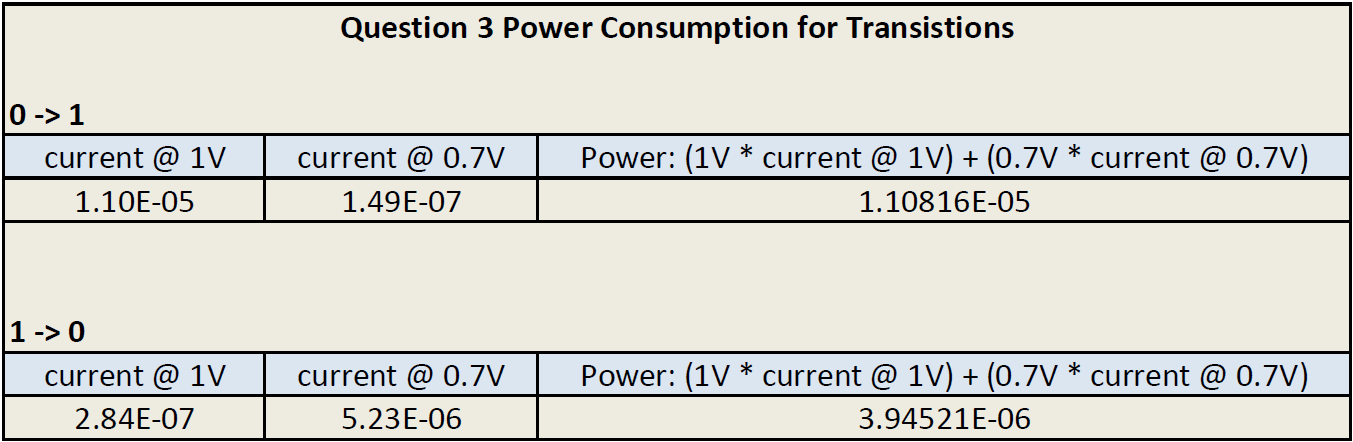 Question 3 Power Consumption for Transistions
0 -> 1
current @ 1V current @ 0.7V Power: (1V * current @ 1V) + (0.7V * current @ 0.7V)
1.10E-05 1.49E-07 1.10816E-05
1 -> 0
current @ 1V current @ 0.7V Power: (1V * current @ 1V) + (0.7V * current @ 0.7V)
2.84E-07 5.23E-06 3.94521E-06